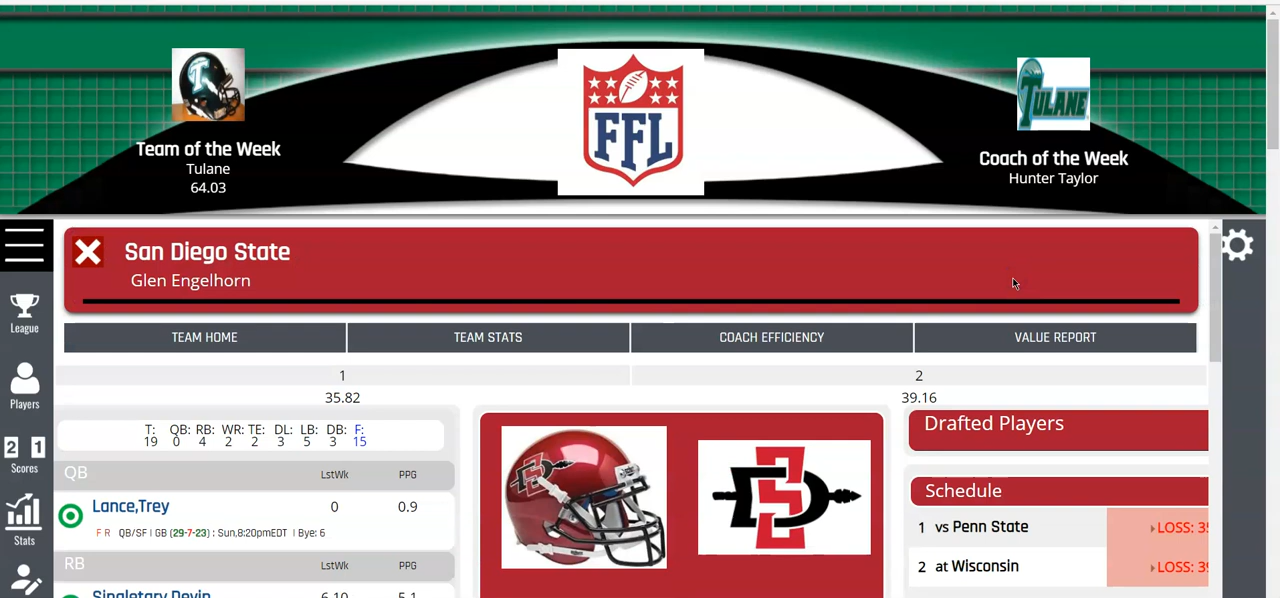 FFL
TULANE
Team of the Week
Tulane
64.03
Coach of the Week
Hunter Taylor
San Diego State
Glen Engelhorn
League
Players
2 1
Scores
Stats
TEAM HOME TEAM STATS COACH EFFICIENCY VALUE REPORT
1 2
35.82 39.16
T: QB: RB: WR: TE: DL: LB: DB: F:
19 0 4 2 2 3 5 3 15
QB LstWk PPG
Lance,Trey 0 0.9
F R QB/SF | GB (29-7-23) : Sun,8:20pmEDT | Bye: 6
RB LstWk PPG
Singletary,Devin 6.10 5.1
Drafted Players
Schedule
1 vs Penn State LOSS:
2 at Wisconsin LOSS: